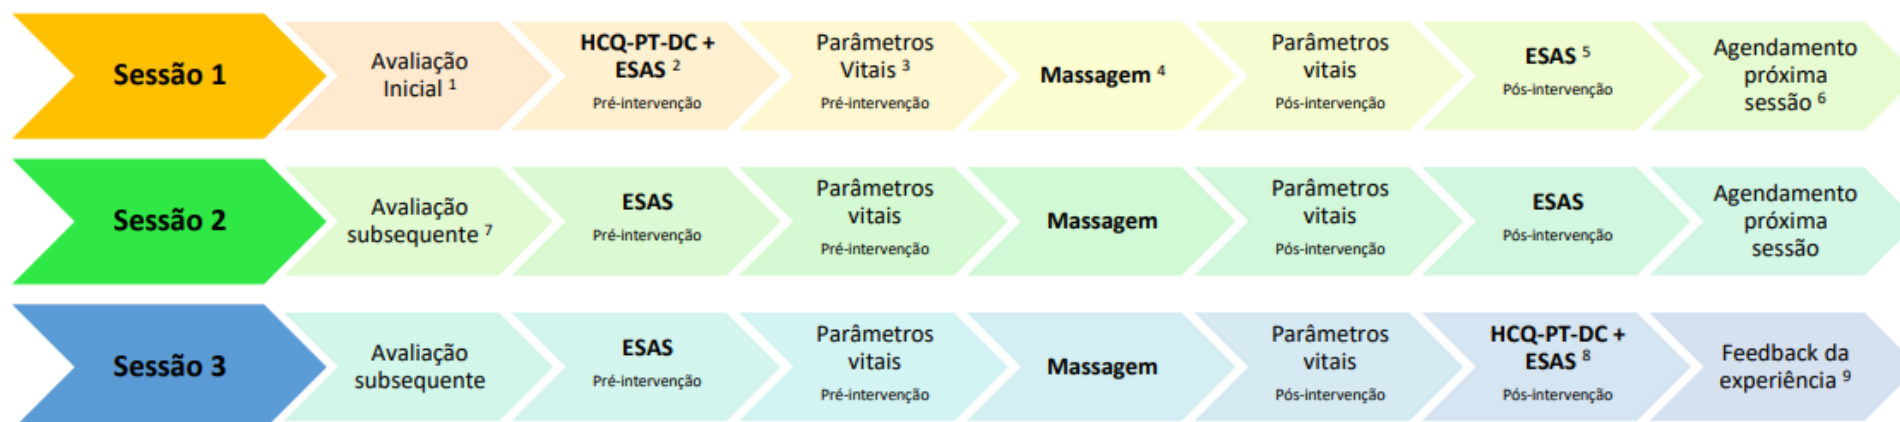 Sessão 1
Avaliação
Inicial 1
HCQ-PT-DC +
ESAS 2
Pré-intervenção
Parâmetros
Vitais 3
Pré-intervenção
Massagem 4
Parâmetros
vitais
Pós-intervenção
ESAS 5
Pós-intervenção
Agendamento
próxima
sessão 6
Sessão 2
Avaliação
subsequente 7
ESAS
Pré-intervenção
Parâmetros
vitais
Pré-intervenção
Massagem
Parâmetros
vitais
Pós-intervenção
ESAS
Pós-intervenção
Agendamento
próxima
sessão
Sessão 3
Avaliação
subsequente
ESAS
Pré-intervenção
Parâmetros
vitais
Pré-intervenção
Massagem
Parâmetros
vitais
Pós-intervenção
HCQ-PT-DC +
ESAS 8
Pós-intervenção
Feedback da
experiência 9